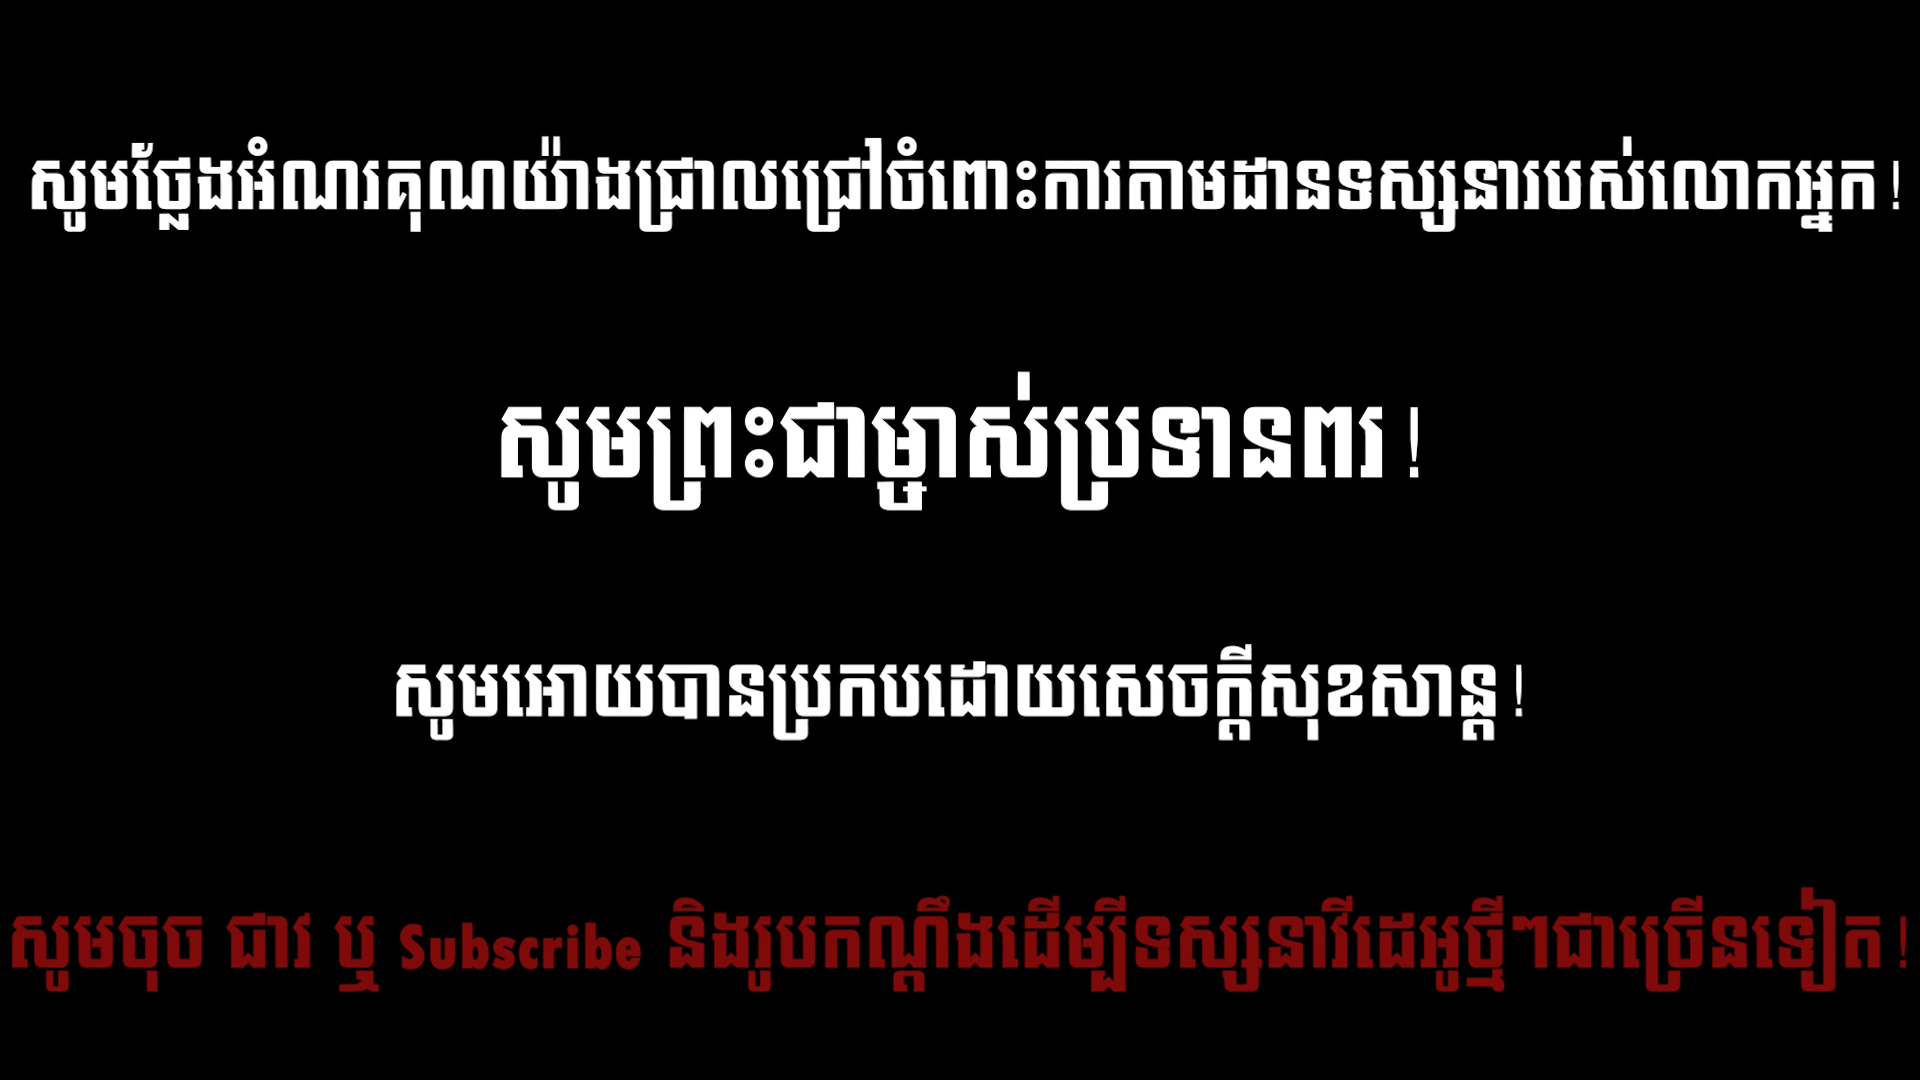 សូមថ្លែងអំណរគុណយ៉ាងជ្រាលជ្រៅចំពោះការតាមដានទស្សនារបស់លោកអ្នក!
សូមព្រះជាម្ចាស់ប្រទានពរ!
សូមអោយបានប្រកបដោយសេចក្ដីសុខសាន្ត!
សូមចុច ជាវ ឬ Subscribe និងរូបកណ្ដឹងដើម្បីទស្សនាវីដេអូថ្មីៗជាច្រើនទៀត!